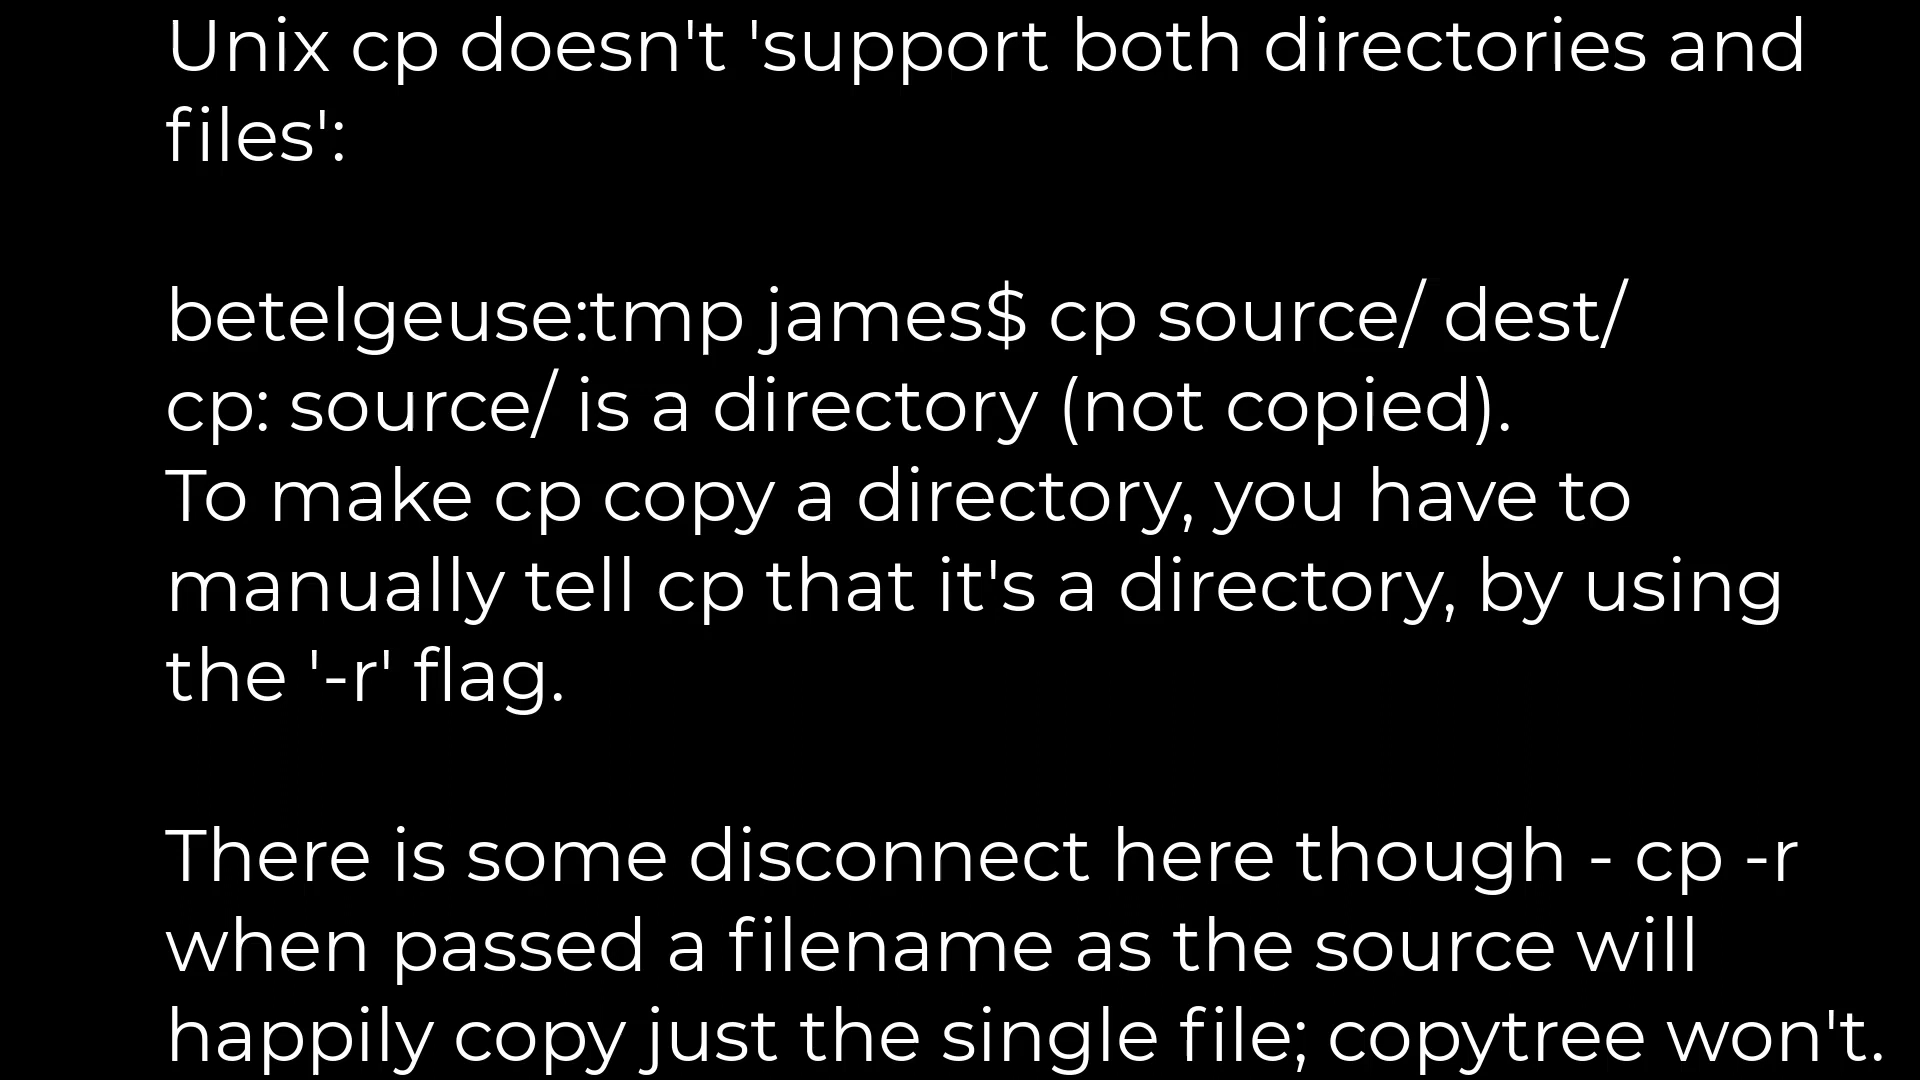 Unix cp doesn't 'support both directories and
files':
betelgeuse:tmp james$ cp source/ dest/
cp: source/ is a directory (not copied).
To make cp copy a directory, you have to
manually tell cp that it's a directory, by using
the '-r' flag.
There is some disconnect here though - cp -r
when passed a filename as the source will
happily copy just the single file; copytree won't.